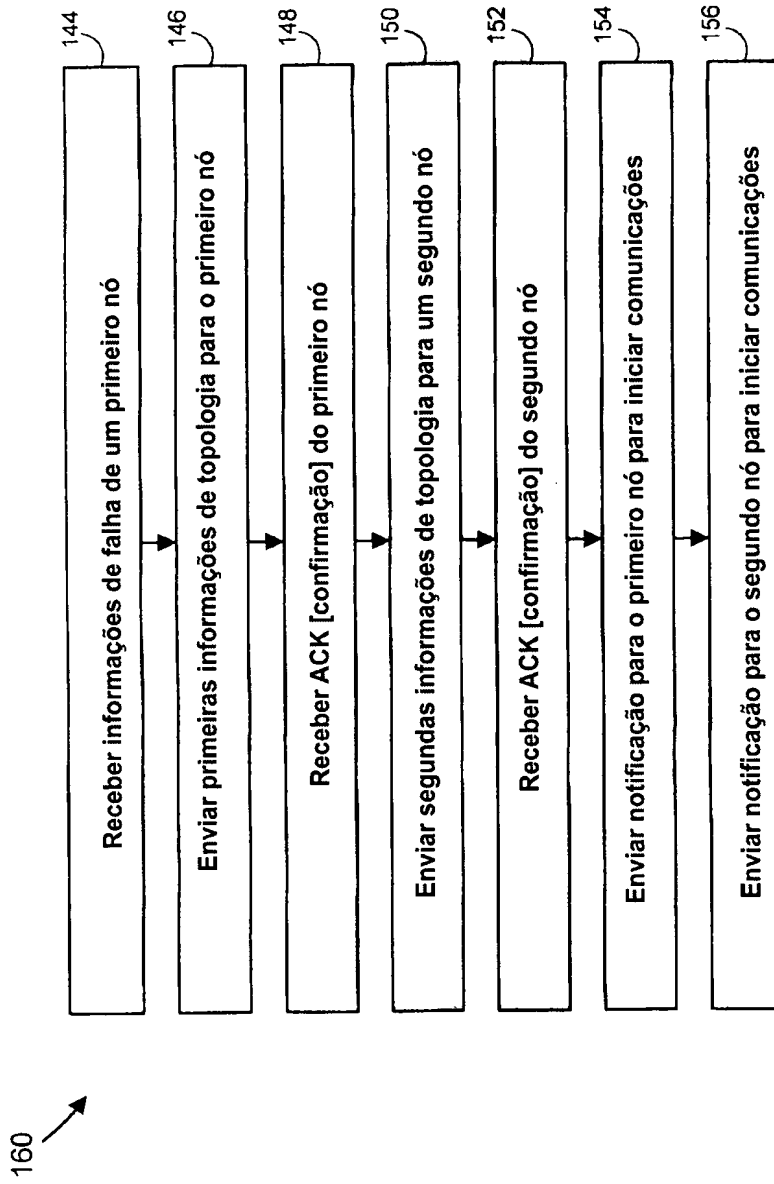 160
144
Receber informações de falha de um primeiro nó
146
Enviar primeiras informações de topologia para o primeiro nó
148
Receber ACK [confirmação] do primeiro nó
150
Enviar segundas informações de topologia para um segundo nó
152
Receber ACK [confirmação] do segundo nó
154
Enviar notificação para o primeiro nó para iniciar comunicações
156
Enviar notificação para o segundo nó para iniciar comunicações